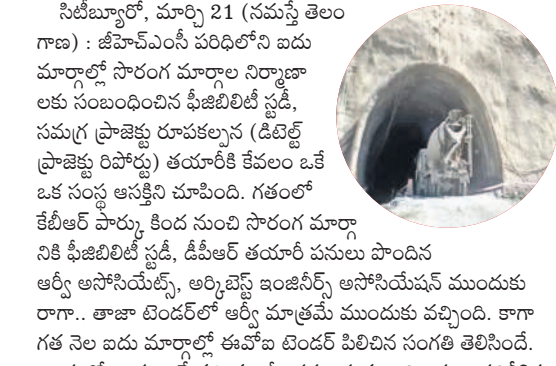 సిటీబ్యూరో, మార్చి 21 (నమస్తే తెలం
గాణ) : జీహెచ్ఎంసీ పరిధిలోని ఐదు
మార్గాల్లో సొరంగ మార్గాల నిర్మాణా
లకు సంబంధించిన ఫీజిబిలిటీ స్టడీ,
సమగ్ర ప్రాజెక్టు రూపకల్పన (డిటెల్ట్
ప్రాజెక్టు రిపోర్టు) తయారీకి కేవలం ఒకే
ఒక సంస్థ ఆసక్తిని చూపింది. గతంలో
కేబీఆర్ పార్కు కింద నుంచి సొరంగ మార్గా
నికి ఫీజిబిలిటీ స్టడీ, డీపీఆర్ తయారీ పనులు పొందిన
ఆర్వీ అసోసియేట్స్, అర్కిబెస్ట్ ఇంజినీర్స్ అసోసియేషన్ ముందుకు
రాగా.. తాజా టెండర్‌లో ఆర్వీ మాత్రమే ముందుకు వచ్చింది. కాగా
గత నెల ఐదు మార్గాల్లో ఈవోఐ టెండర్ పిలిచిన సంగతి తెలిసిందే.